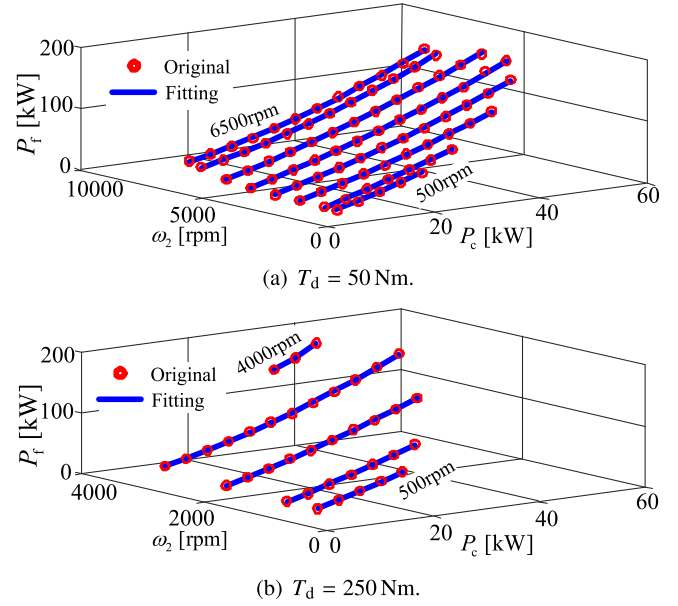 200
Original
100
Fitting
P_f [kW]
6500rpm
0
10000
500rpm
60
5000
40
ω₂ [rpm]
20
0 0
P_c [kW]
(a) T_d = 50 Nm.
200
4000rpm
Original
100
Fitting
P_f [kW]
0
500rpm
4000
60
2000
40
20
ω₂ [rpm]
0 0
P_c [kW]
(b) T_d = 250 Nm.